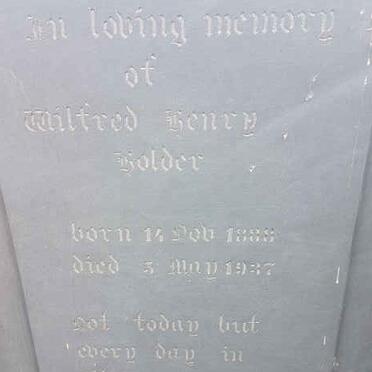 In loving memory
of
Wilfred Henry
Holder
born 14 Nov 1888
died 3 May 1937
Not today but
every day in